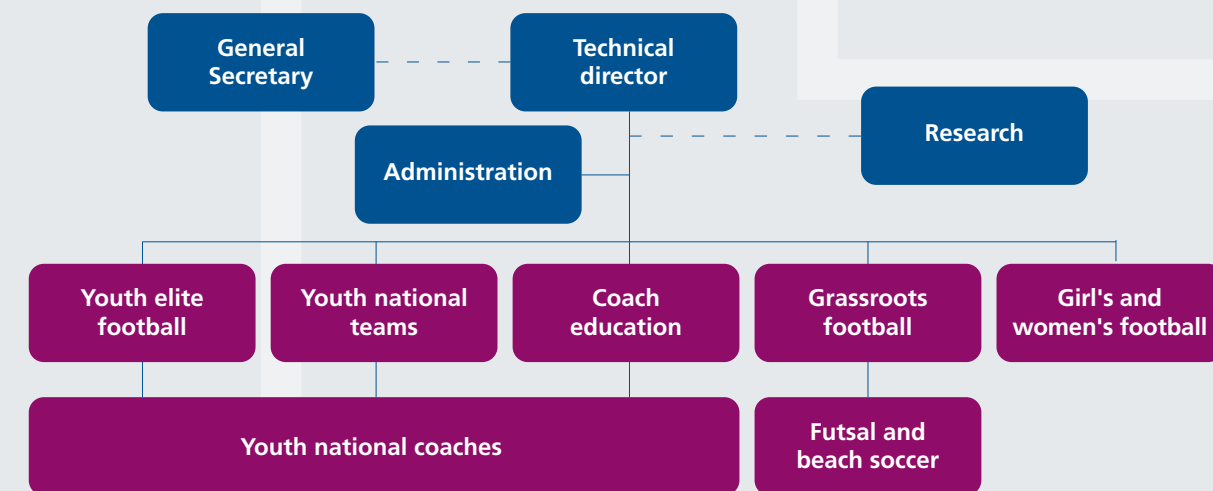 General
Secretary
Technical
director
Research
Administration
Youth elite
football
Youth national
teams
Coach
education
Grassroots
football
Girl's and
women's football
Youth national coaches
Futsal and
beach soccer